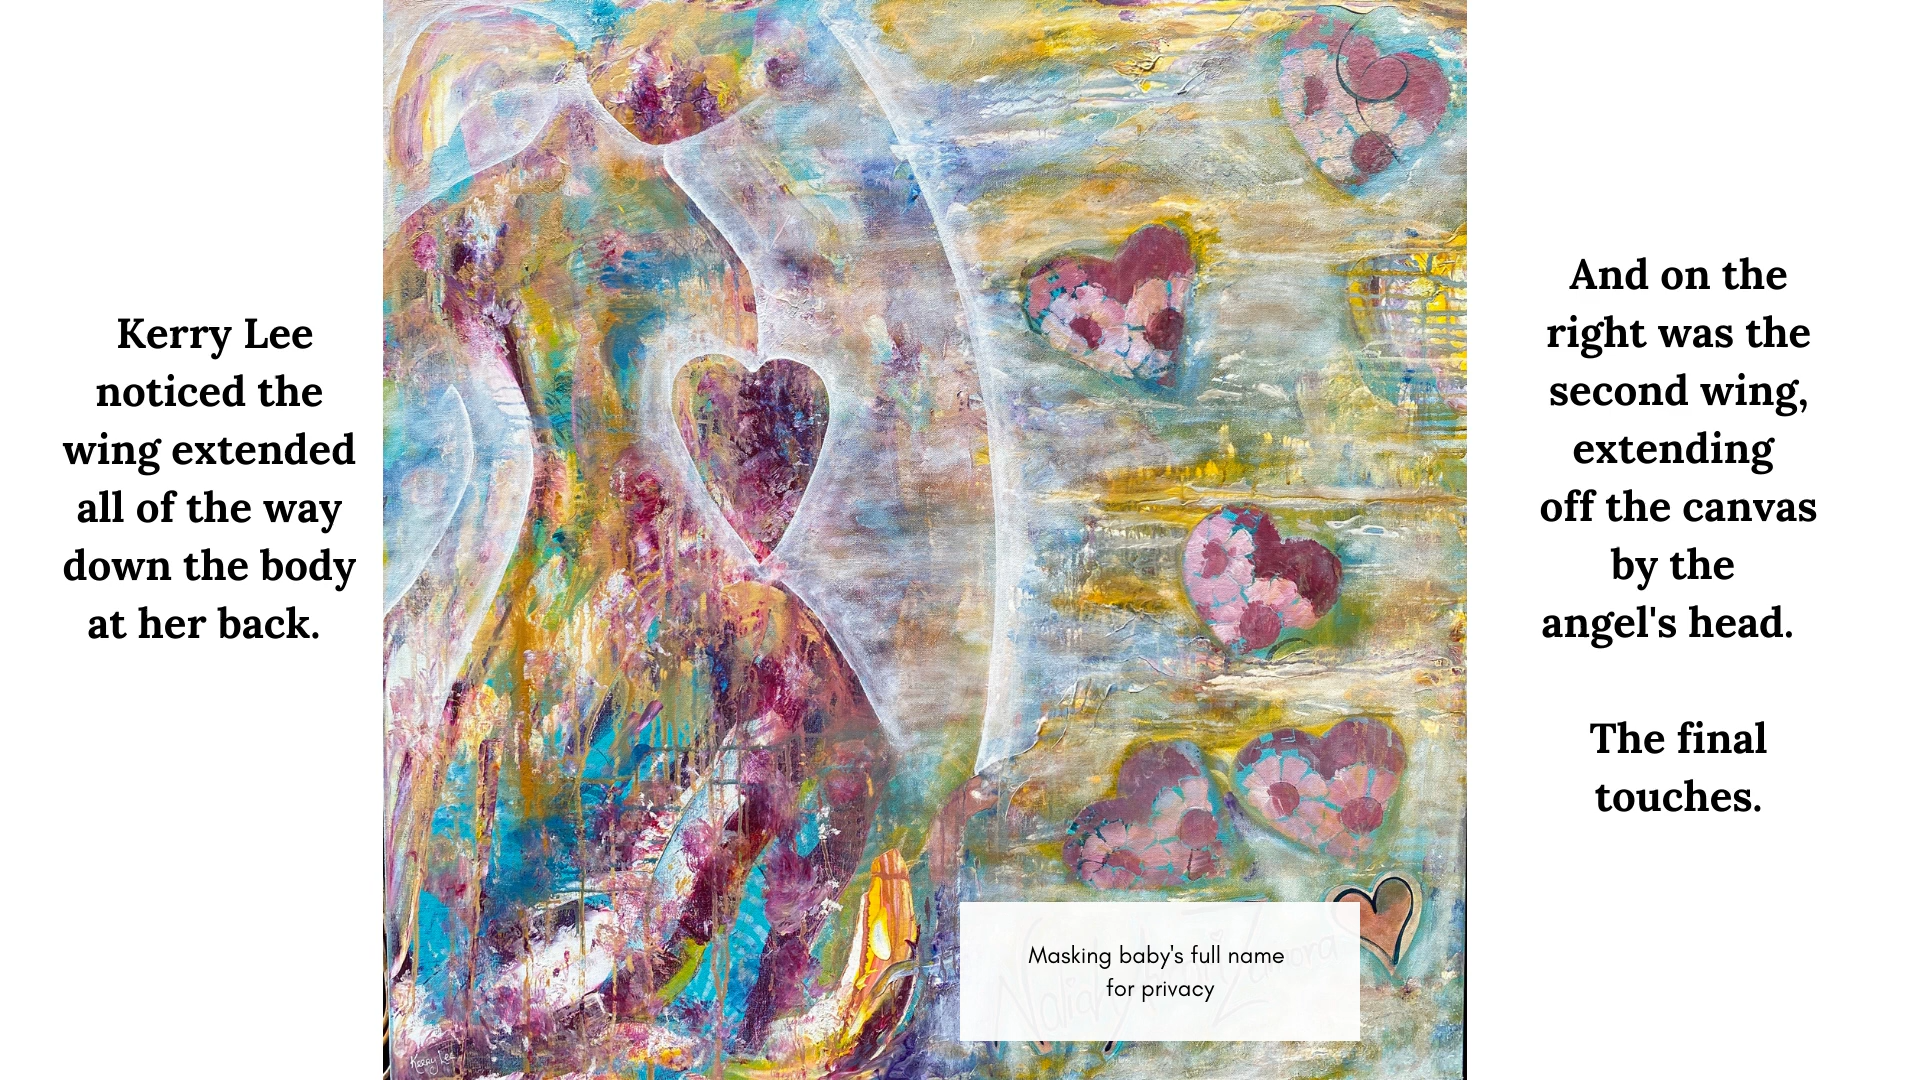 Kerry Lee
noticed the
wing extended
all of the way
down the body
at her back.
And on the
right was the
second wing,
extending
off the canvas
by the
angel's head.
The final
touches.
Masking baby's full name
for privacy
Kerry Lee